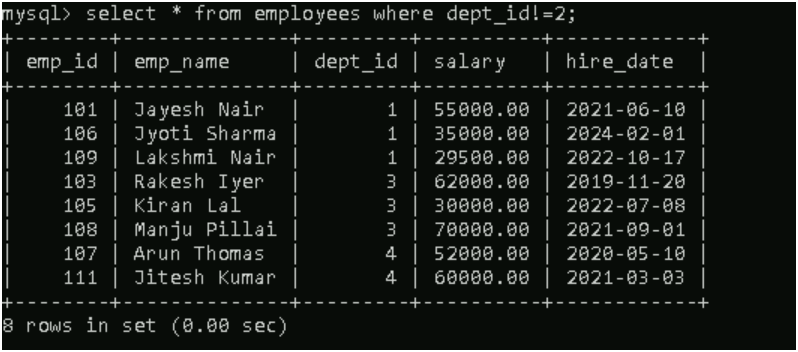 mysql> select * from employees where dept_id!=2;
+--------+--------------+---------+----------+------------+
| emp_id | emp_name     | dept_id | salary   | hire_date  |
+--------+--------------+---------+----------+------------+
|    101 | Jayesh Nair  |       1 | 55000.00 | 2021-06-10 |
|    106 | Jyoti Sharma |       1 | 35000.00 | 2024-02-01 |
|    109 | Lakshmi Nair |       1 | 29500.00 | 2022-10-17 |
|    103 | Rakesh Iyer  |       3 | 62000.00 | 2019-11-20 |
|    105 | Kiran Lal    |       3 | 30000.00 | 2022-07-08 |
|    108 | Manju Pillai |       3 | 70000.00 | 2021-09-01 |
|    107 | Arun Thomas  |       4 | 52000.00 | 2020-05-10 |
|    111 | Jitesh Kumar |       4 | 60000.00 | 2021-03-03 |
+--------+--------------+---------+----------+------------+
8 rows in set (0.00 sec)